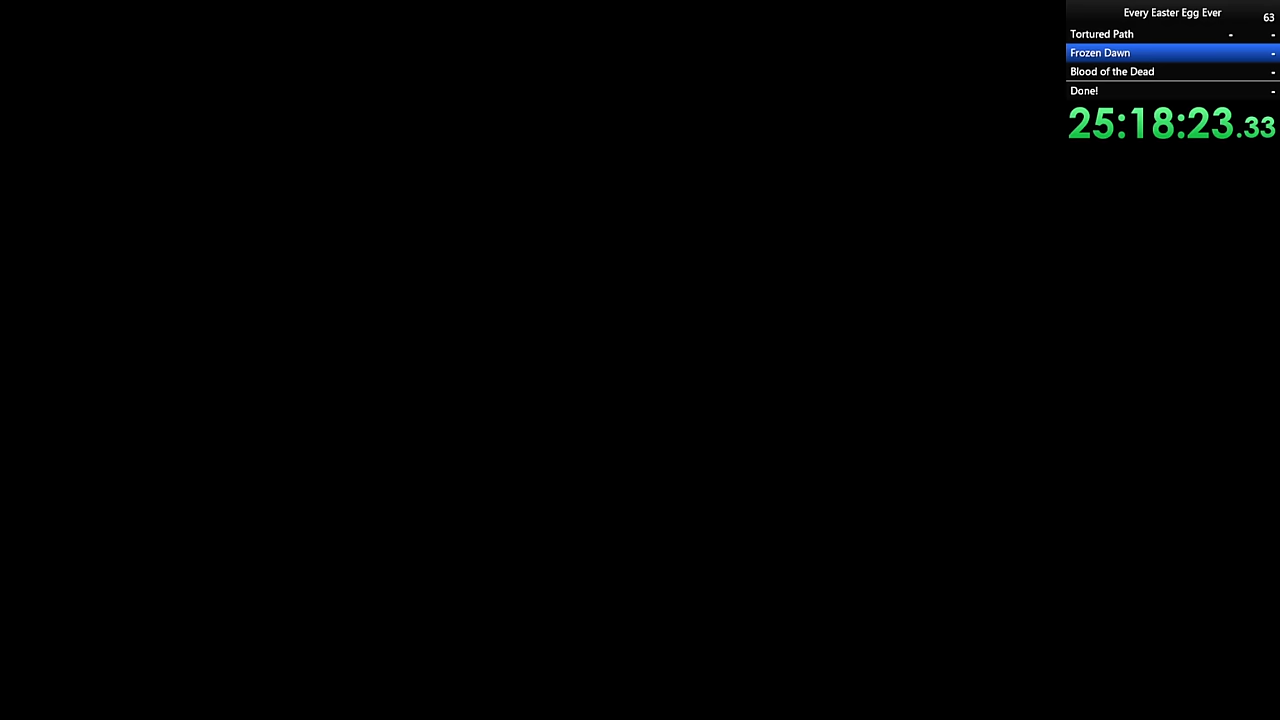 Every Easter Egg Ever
63
Tortured Path - -
Frozen Dawn -
Blood of the Dead -
Done! -
25:18:23.33